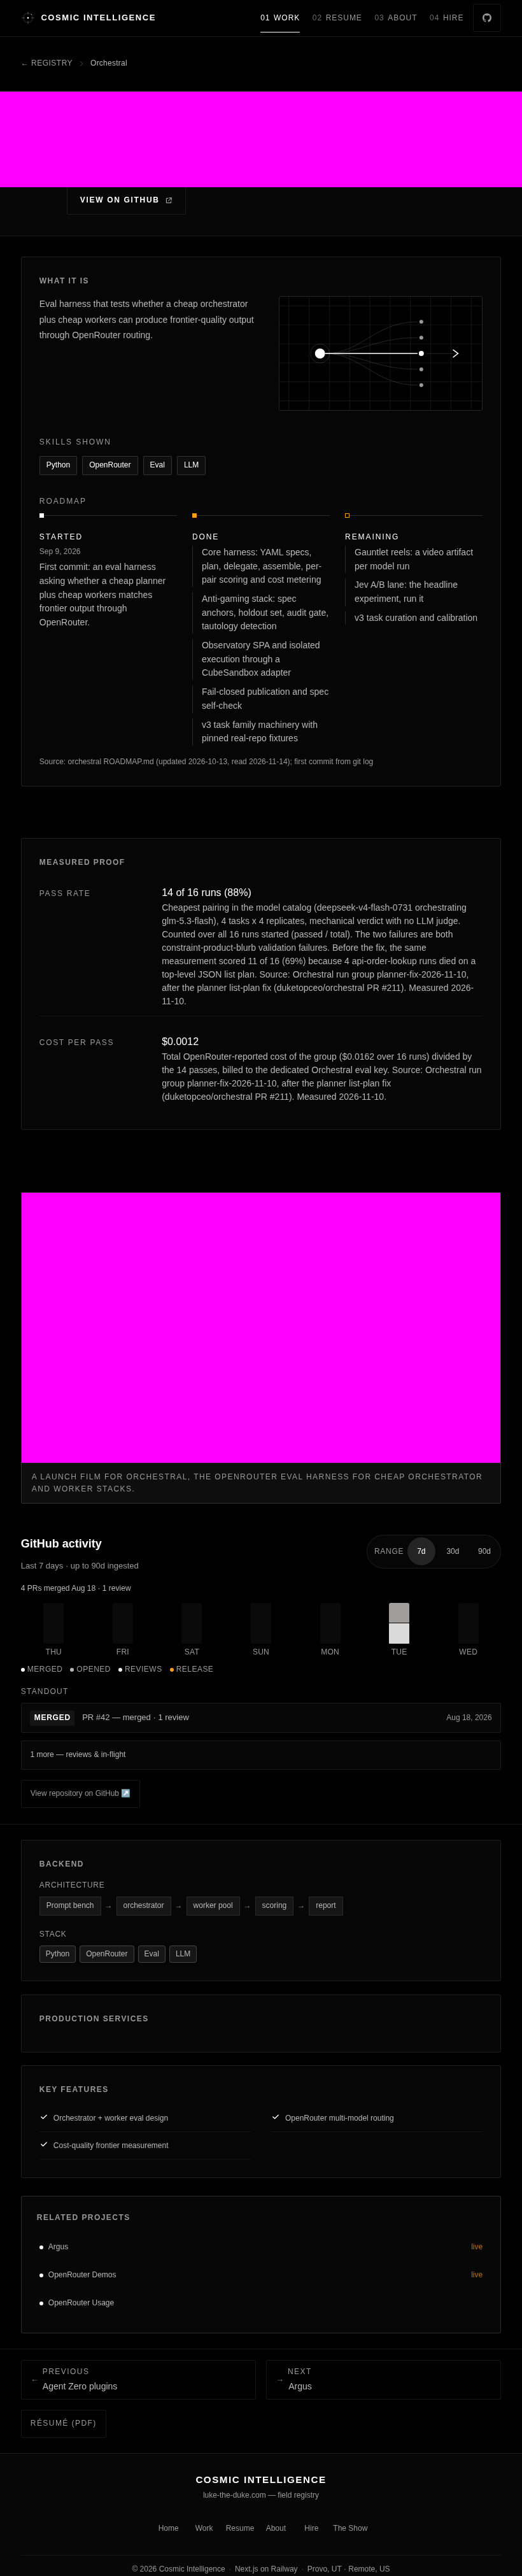 COSMIC INTELLIGENCE
01 WORK
02 RESUME
03 ABOUT
04 HIRE
← REGISTRY › Orchestral
VIEW ON GITHUB
WHAT IT IS
Eval harness that tests whether a cheap orchestrator
plus cheap workers can produce frontier-quality output
through OpenRouter routing.
SKILLS SHOWN
Python
OpenRouter
Eval
LLM
ROADMAP
STARTED
Sep 9, 2026
First commit: an eval harness
asking whether a cheap planner
plus cheap workers matches
frontier output through
OpenRouter.
DONE
Core harness: YAML specs,
plan, delegate, assemble, per-
pair scoring and cost metering
Anti-gaming stack: spec
anchors, holdout set, audit gate,
tautology detection
Observatory SPA and isolated
execution through a
CubeSandbox adapter
Fail-closed publication and spec
self-check
v3 task family machinery with
pinned real-repo fixtures
REMAINING
Gauntlet reels: a video artifact
per model run
Jev A/B lane: the headline
experiment, run it
v3 task curation and calibration
Source: orchestral ROADMAP.md (updated 2026-10-13, read 2026-11-14); first commit from git log
MEASURED PROOF
PASS RATE
14 of 16 runs (88%)
Cheapest pairing in the model catalog (deepseek-v4-flash-0731 orchestrating
glm-5.3-flash), 4 tasks x 4 replicates, mechanical verdict with no LLM judge.
Counted over all 16 runs started (passed / total). The two failures are both
constraint-product-blurb validation failures. Before the fix, the same
measurement scored 11 of 16 (69%) because 4 api-order-lookup runs died on a
top-level JSON list plan. Source: Orchestral run group planner-fix-2026-11-10,
after the planner list-plan fix (duketopceo/orchestral PR #211). Measured 2026-
11-10.
COST PER PASS
$0.0012
Total OpenRouter-reported cost of the group ($0.0162 over 16 runs) divided by
the 14 passes, billed to the dedicated Orchestral eval key. Source: Orchestral run
group planner-fix-2026-11-10, after the planner list-plan fix
(duketopceo/orchestral PR #211). Measured 2026-11-10.
A LAUNCH FILM FOR ORCHESTRAL, THE OPENROUTER EVAL HARNESS FOR CHEAP ORCHESTRATOR
AND WORKER STACKS.
GitHub activity
Last 7 days · up to 90d ingested
RANGE 7d 30d 90d
4 PRs merged Aug 18 · 1 review
THU FRI SAT SUN MON TUE WED
MERGED OPENED REVIEWS RELEASE
STANDOUT
MERGED PR #42 — merged · 1 review Aug 18, 2026
1 more — reviews & in-flight
View repository on GitHub ↗
BACKEND
ARCHITECTURE
Prompt bench → orchestrator → worker pool → scoring → report
STACK
Python
OpenRouter
Eval
LLM
PRODUCTION SERVICES
KEY FEATURES
Orchestrator + worker eval design
OpenRouter multi-model routing
Cost-quality frontier measurement
RELATED PROJECTS
Argus live
OpenRouter Demos live
OpenRouter Usage
← PREVIOUS
Agent Zero plugins
→ NEXT
Argus
RÉSUMÉ (PDF)
COSMIC INTELLIGENCE
luke-the-duke.com — field registry
Home Work Resume About Hire The Show
© 2026 Cosmic Intelligence · Next.js on Railway · Provo, UT · Remote, US